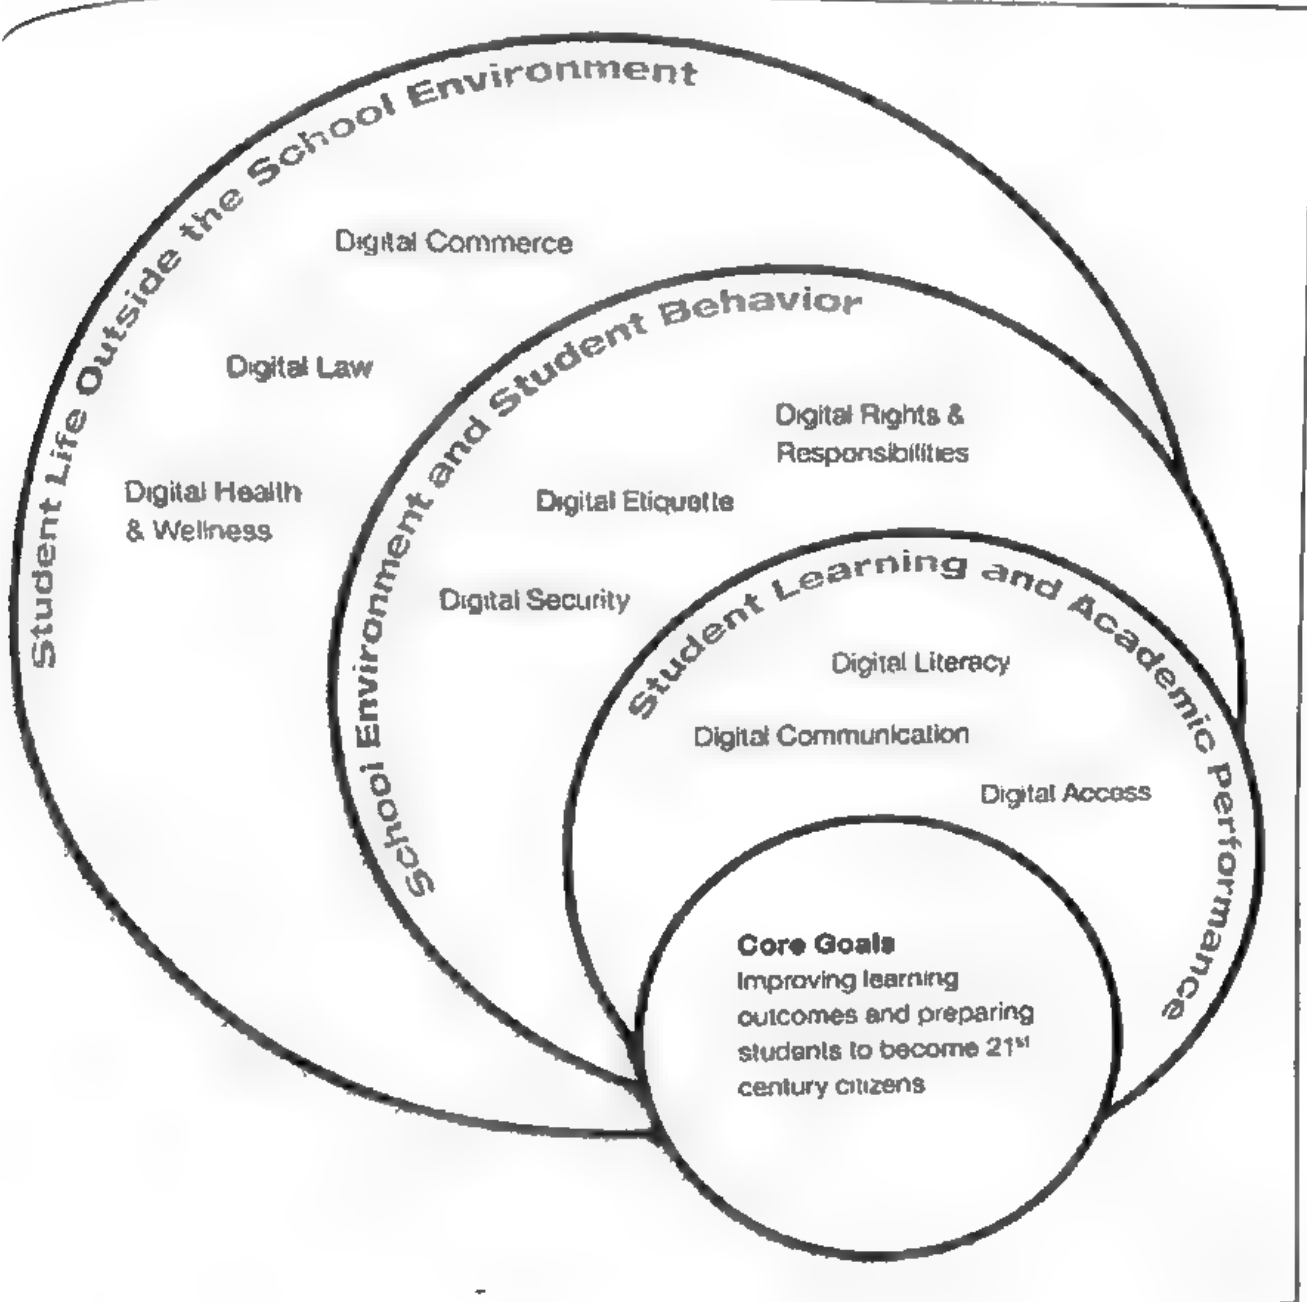 Student Life Outside the School Environment
Digital Commerce
Digital Law
Digital Health
& Wellness
School Environment and Student Behavior
Digital Rights &
Responsibilities
Digital Etiquette
Digital Security
Student Learning and Academic Performance
Digital Literacy
Digital Communication
Digital Access
Core Goals
Improving learning
outcomes and preparing
students to become 21st
century citizens